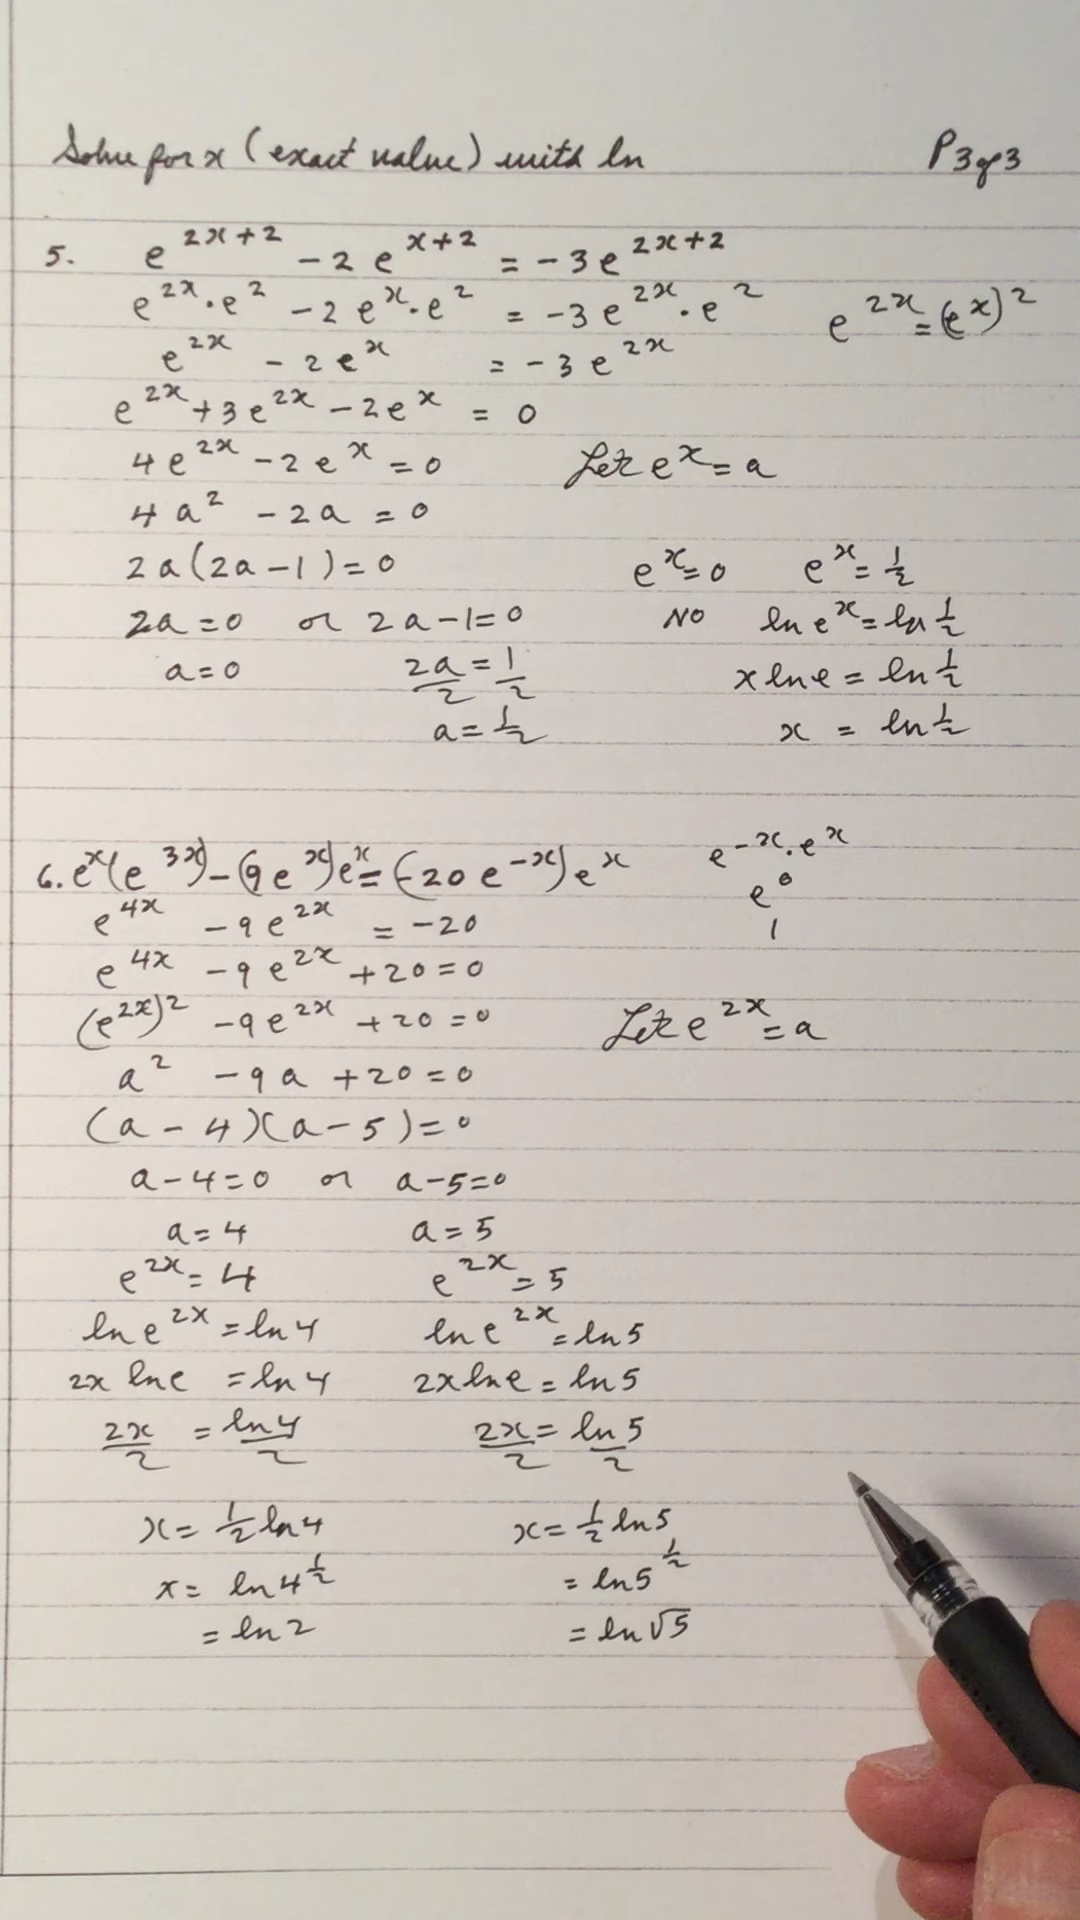 Solve for x (exact value) with ln P 3 of 3
5. e^{2x+2} - 2e^{x+2} = -3e^{2x+2}
e^{2x}·e^2 - 2e^x·e^2 = -3e^{2x}·e^2 e^{2x}=(e^x)^2
e^{2x} - 2e^x = -3e^{2x}
e^{2x}+3e^{2x}-2e^x = 0
4e^{2x}-2e^x=0 Let e^x=a
4a^2 - 2a = 0
2a(2a-1)=0 e^x=0 e^x=1/2
2a=0 or 2a-1=0 NO ln e^x=ln 1/2
a=0 2a/2=1/2 x ln e = ln 1/2
a=1/2 x = ln 1/2
6. e^x(e^{3x})-(9e^x)e^x=(-20e^{-x})e^x e^{-x}·e^x
e^{4x} - 9e^{2x} = -20 e^0
e^{4x} - 9e^{2x} + 20 = 0 1
(e^{2x})^2 - 9e^{2x} + 20 = 0 Let e^{2x}=a
a^2 - 9a + 20 = 0
(a - 4)(a - 5) = 0
a-4=0 or a-5=0
a=4 a=5
e^{2x}=4 e^{2x}=5
ln e^{2x}=ln 4 ln e^{2x}=ln 5
2x ln e = ln 4 2x ln e = ln 5
2x/2 = ln 4/2 2x/2 = ln 5/2
x = 1/2 ln 4 x = 1/2 ln 5
x = ln 4^{1/2} = ln 5^{1/2}
= ln 2 = ln √5